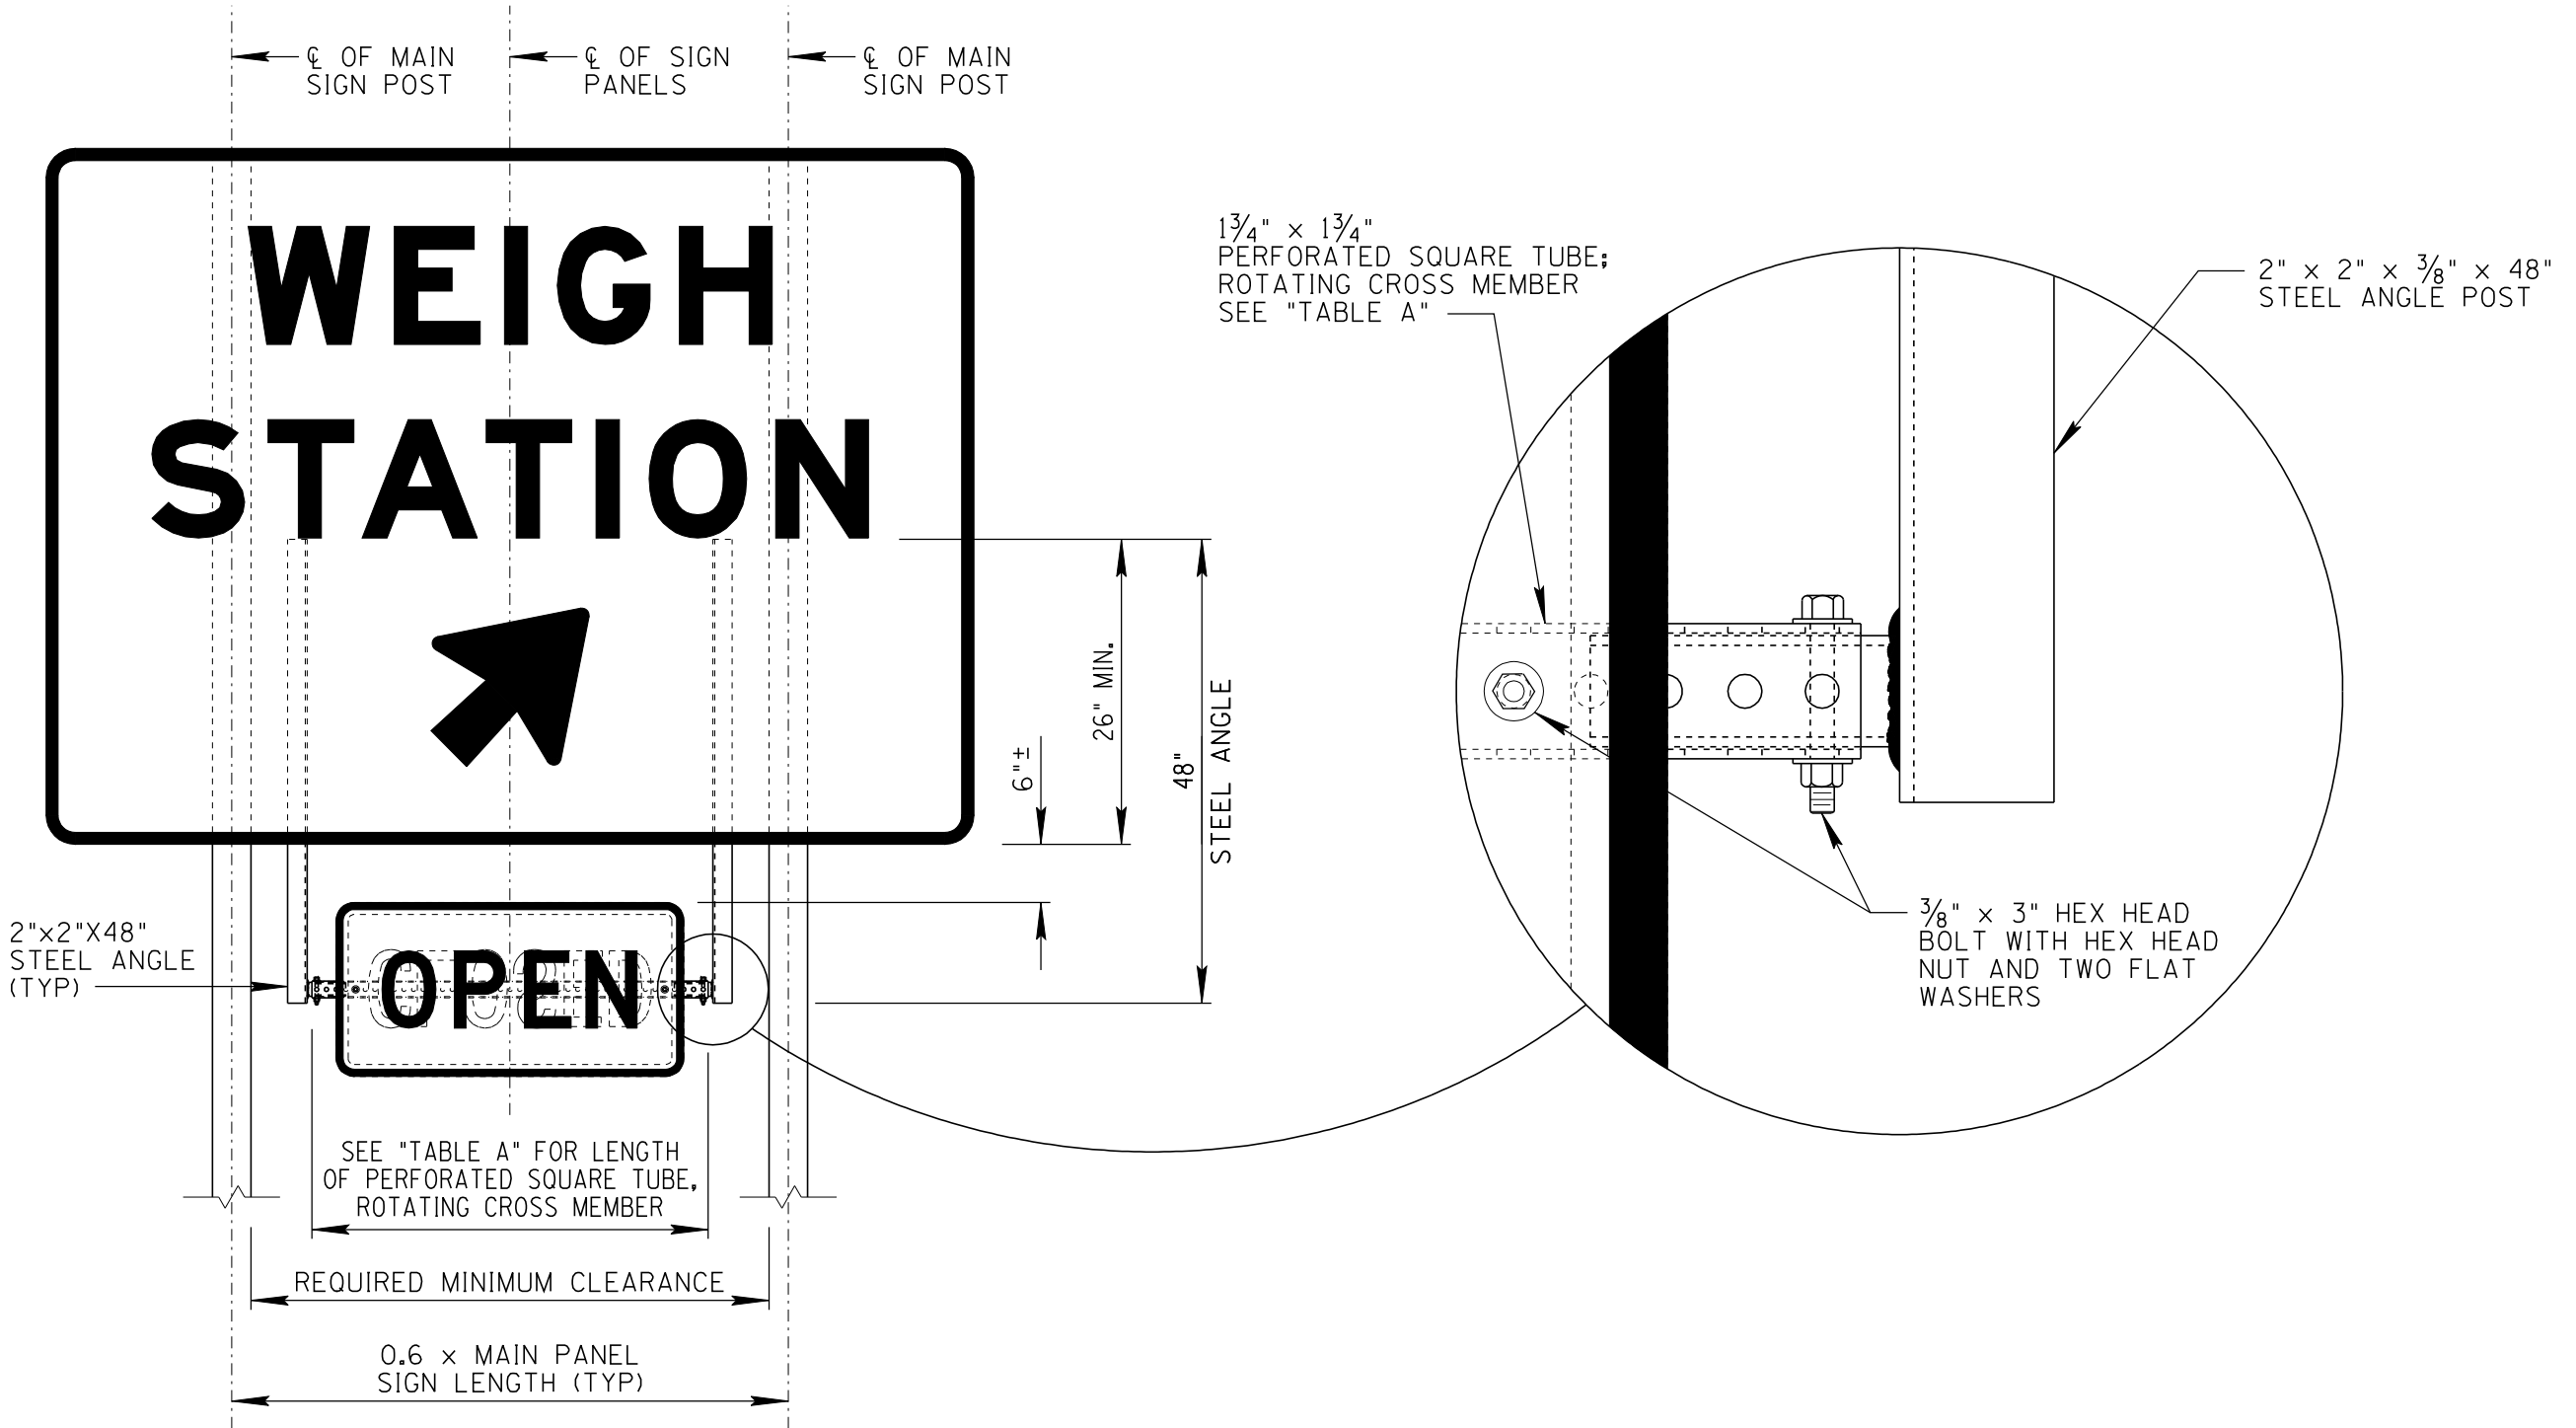 ℄ OF MAIN
SIGN POST
℄ OF SIGN
PANELS
℄ OF MAIN
SIGN POST
WEIGH
STATION
OPEN
2"x2"X48"
STEEL ANGLE
(TYP)
6"±
26" MIN.
48"
STEEL ANGLE
SEE "TABLE A" FOR LENGTH
OF PERFORATED SQUARE TUBE,
ROTATING CROSS MEMBER
REQUIRED MINIMUM CLEARANCE
0.6 x MAIN PANEL
SIGN LENGTH (TYP)
1¾" x 1¾"
PERFORATED SQUARE TUBE;
ROTATING CROSS MEMBER
SEE "TABLE A"
2" x 2" x ⅜" x 48"
STEEL ANGLE POST
⅜" x 3" HEX HEAD
BOLT WITH HEX HEAD
NUT AND TWO FLAT
WASHERS